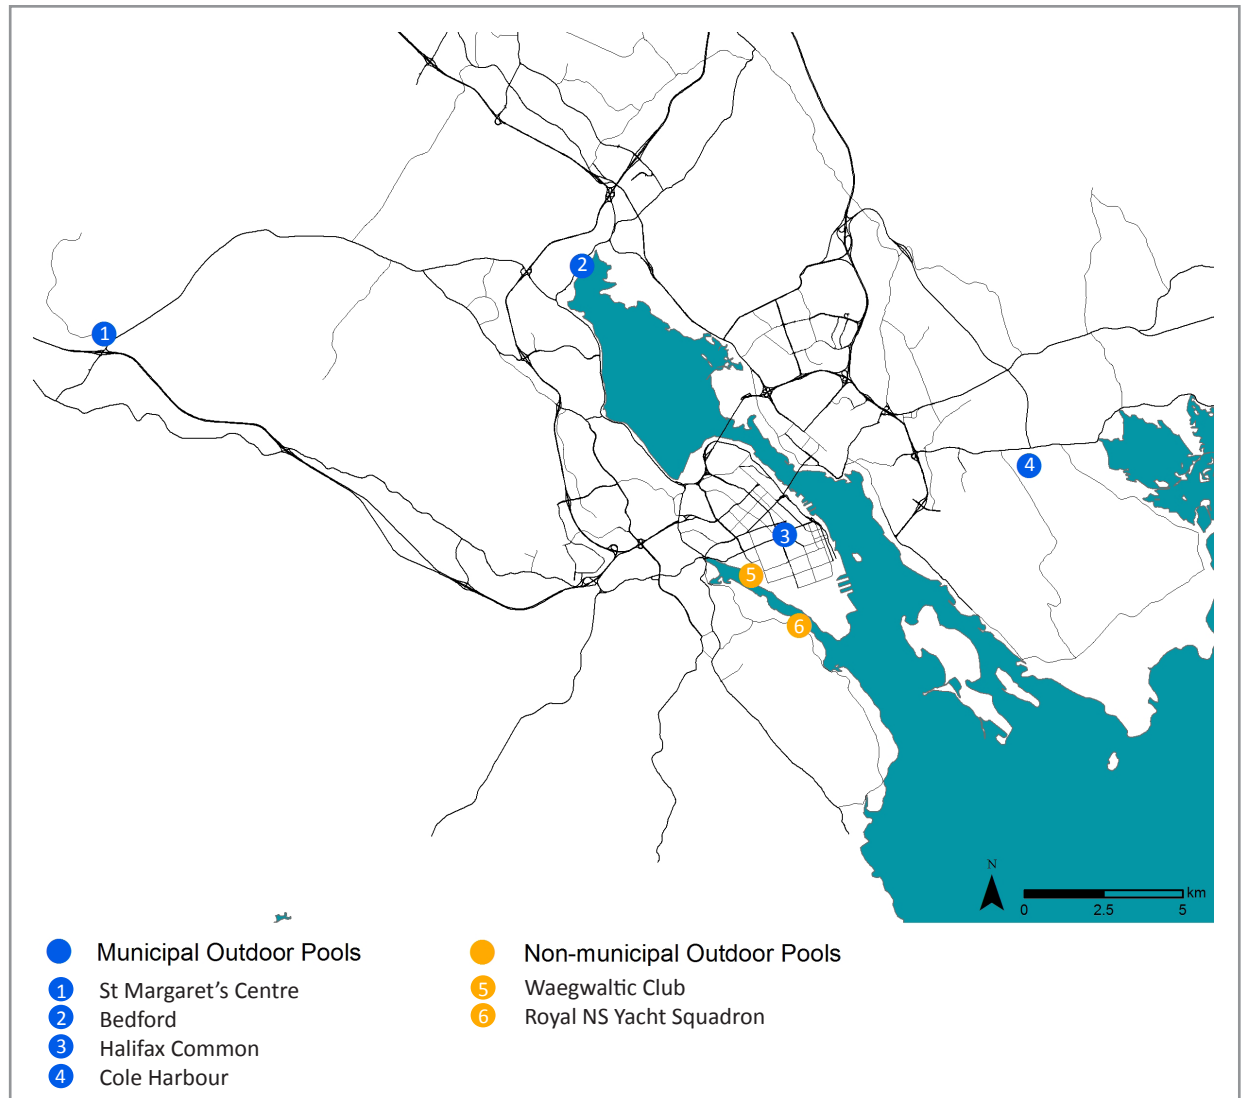 2
1
4
3
5
6
N
km
0 2.5 5
Municipal Outdoor Pools
1 St Margaret's Centre
2 Bedford
3 Halifax Common
4 Cole Harbour
Non-municipal Outdoor Pools
5 Waegwaltic Club
6 Royal NS Yacht Squadron